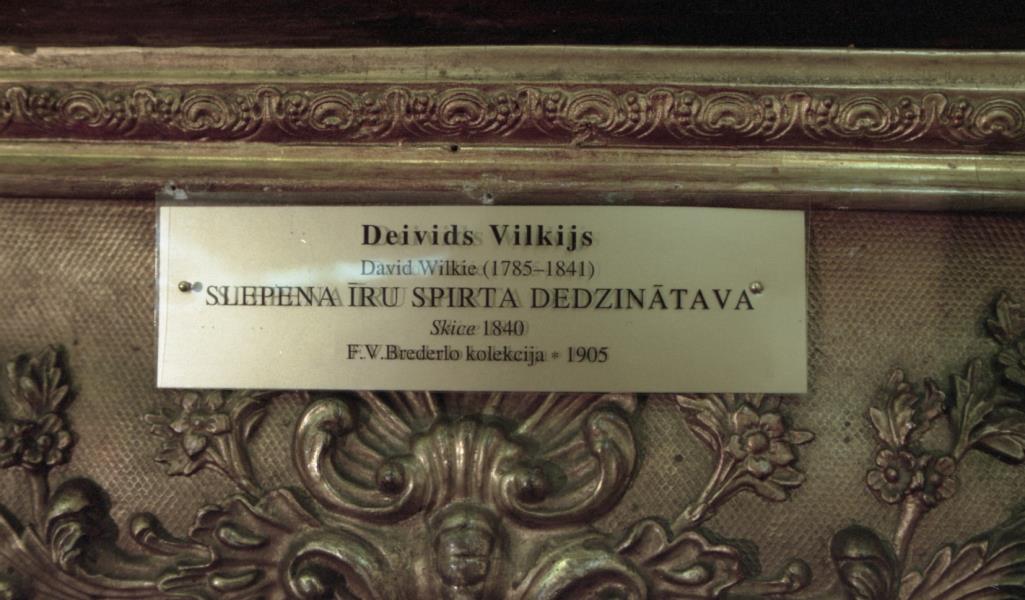 Deivids Vilkijs
David Wilkie (1785–1841)
SLEPENA ĪRU SPIRTA DEDZINĀTAVA
Skice 1840
F.V.Brederlo kolekcija * 1905